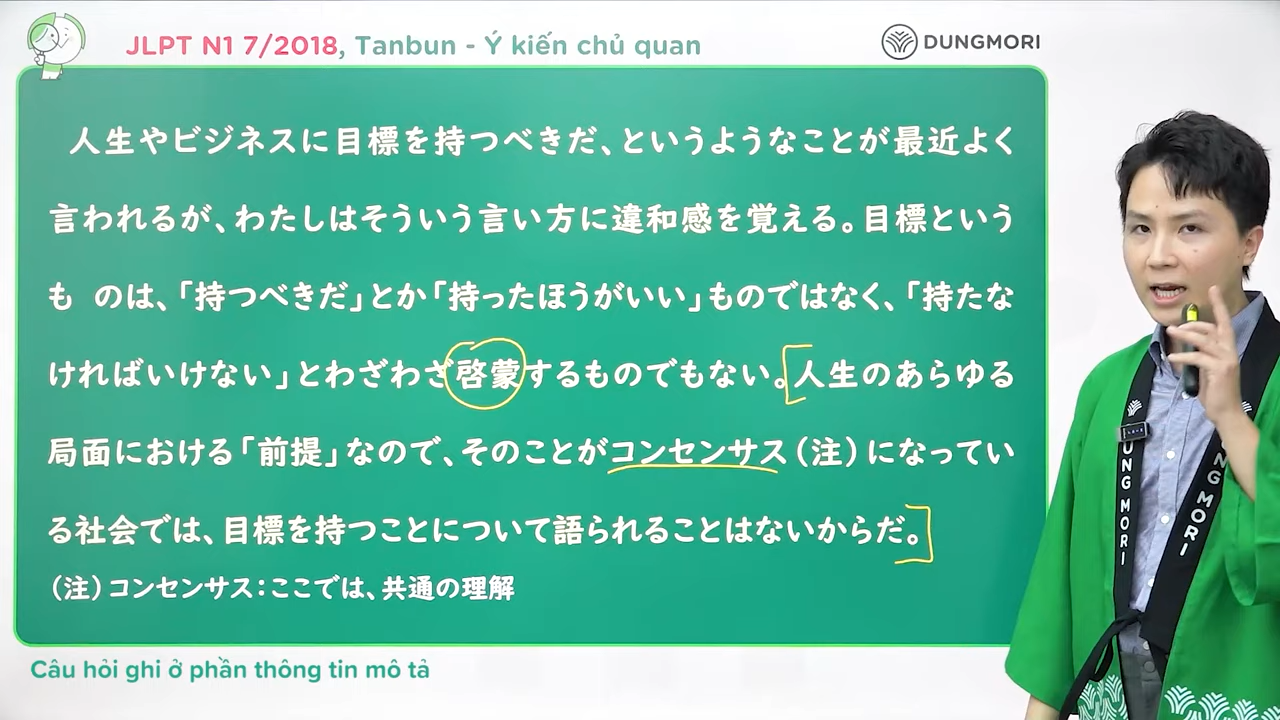 JLPT N1 7/2018, Tanbun - Ý kiến chủ quan
DUNGMORI
人生やビジネスに目標を持つべきだ、というようなことが最近よく
言われるが、わたしはそういう言い方に違和感を覚える。目標という
も のは、「持つべきだ」とか「持ったほうがいい」ものではなく、「持たな
ければいけない」とわざわざ啓蒙するものでもない。人生のあらゆる
局面における「前提」なので、そのことがコンセンサス(注)になってい
る社会では、目標を持つことについて語られることはないからだ。
(注)コンセンサス:ここでは、共通の理解
Câu hỏi ghi ở phần thông tin mô tả
UNG MORI
NG MORI